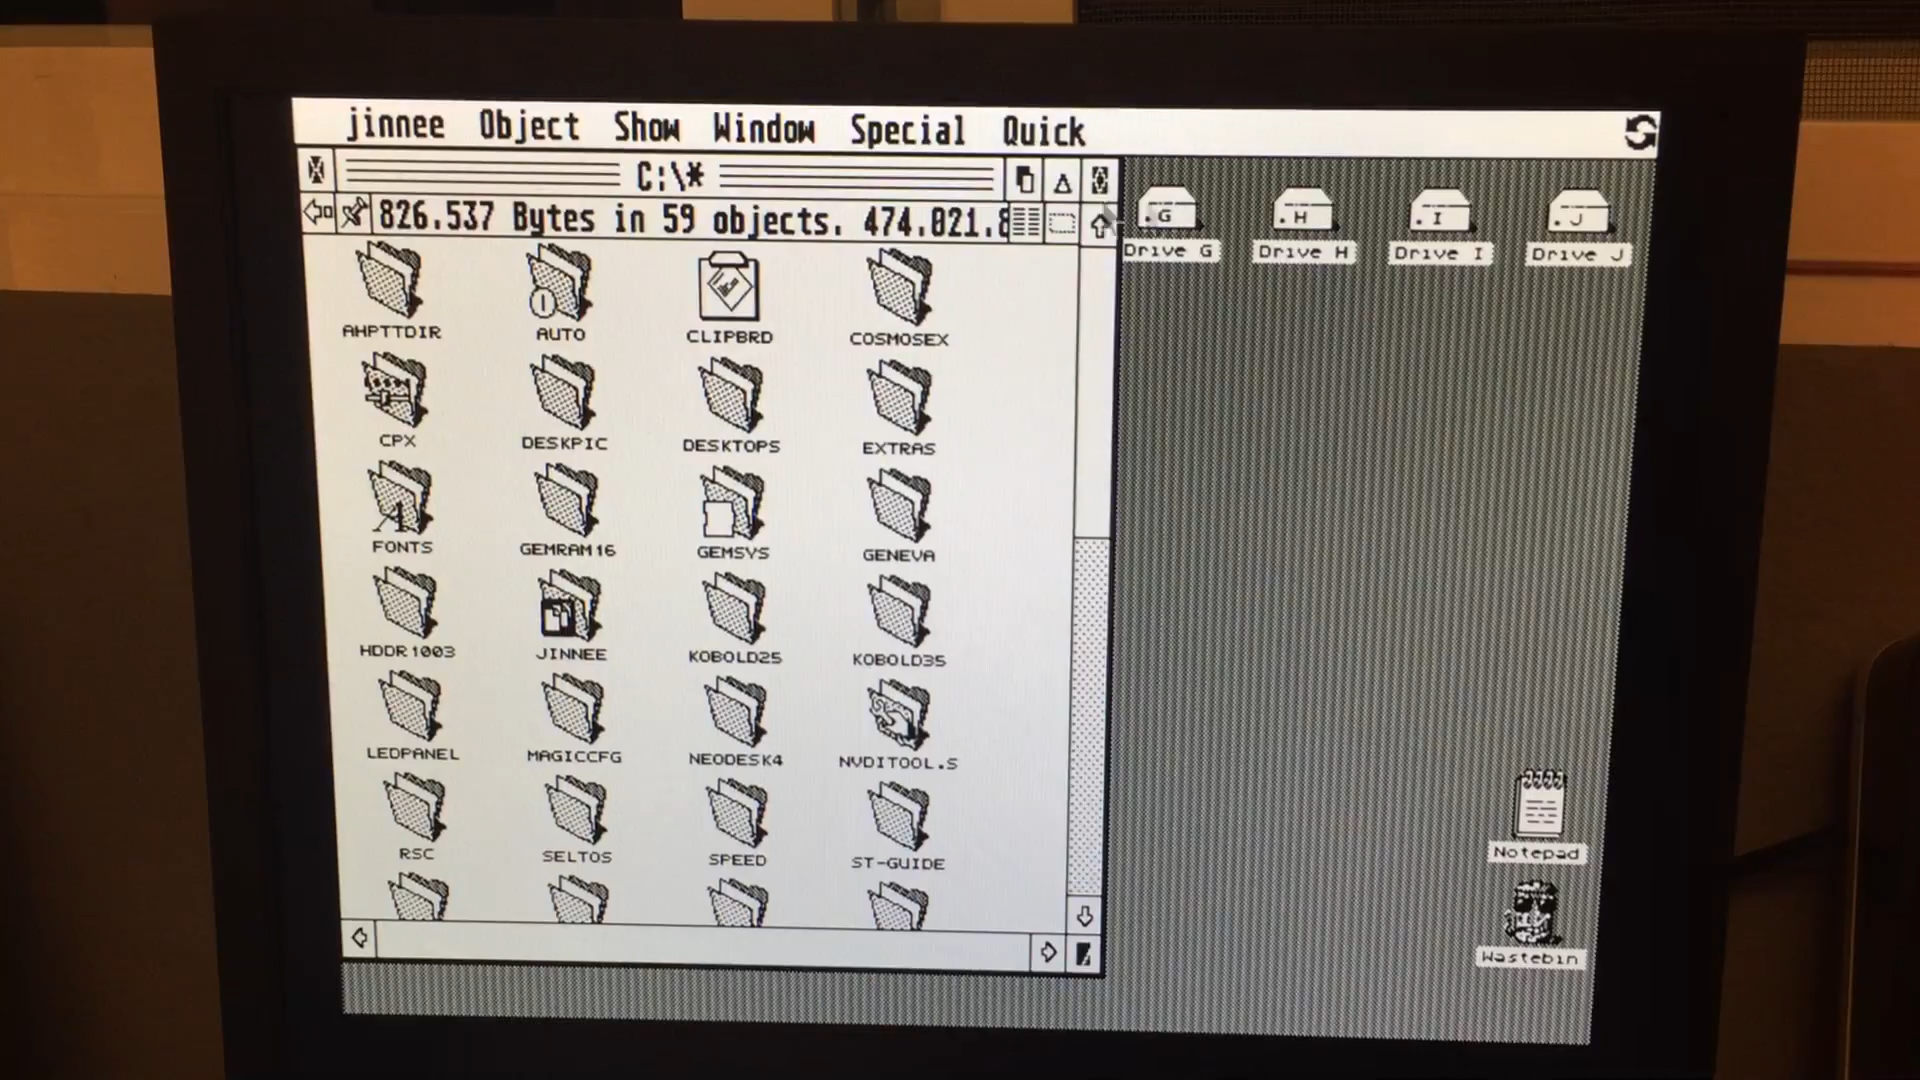 jinnee Object Show Window Special Quick
C:\*
826.537 Bytes in 59 objects. 474.021.8
G H I J
Drive G Drive H Drive I Drive J
AHPTTDIR AUTO CLIPBRD COSMOSEX
CPX DESKPIC DESKTOPS EXTRAS
FONTS GEMRAM16 GEMSYS GENEVA
HDDR1003 JINNEE KOBOLD25 KOBOLD35
LEDPANEL MAGICCFG NEODESK4 NVDITOOL.S
RSC SELTOS SPEED ST-GUIDE
Notepad
Wastebin